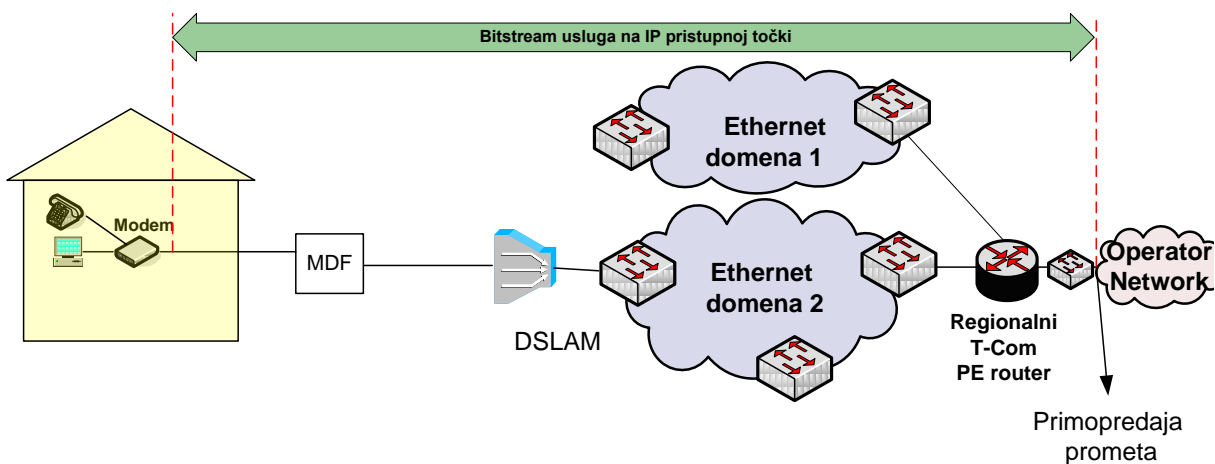 Bitstream usluga na IP pristupnoj točki
Ethernet
domena 1
Modem
MDF
DSLAM
Ethernet
domena 2
Regionalni
T-Com
PE router
Operator
Network
Primopredaja
prometa